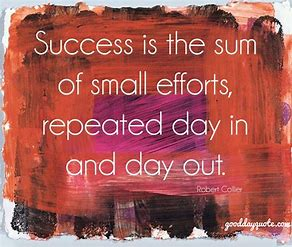 Success is the sum
of small efforts,
repeated day in
and day out.
Robert Collier
gooddayquote.com